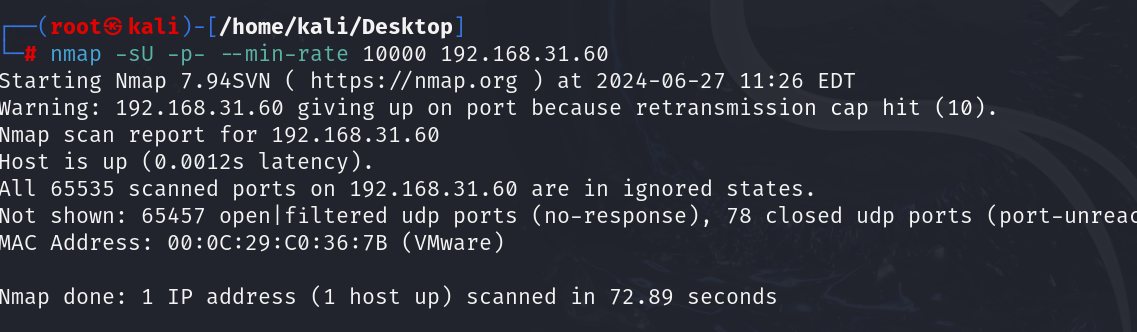 ┌──(root㉿kali)-[/home/kali/Desktop]
└─# nmap -sU -p- --min-rate 10000 192.168.31.60
Starting Nmap 7.94SVN ( https://nmap.org ) at 2024-06-27 11:26 EDT
Warning: 192.168.31.60 giving up on port because retransmission cap hit (10).
Nmap scan report for 192.168.31.60
Host is up (0.0012s latency).
All 65535 scanned ports on 192.168.31.60 are in ignored states.
Not shown: 65457 open|filtered udp ports (no-response), 78 closed udp ports (port-unreac
MAC Address: 00:0C:29:C0:36:7B (VMware)
Nmap done: 1 IP address (1 host up) scanned in 72.89 seconds